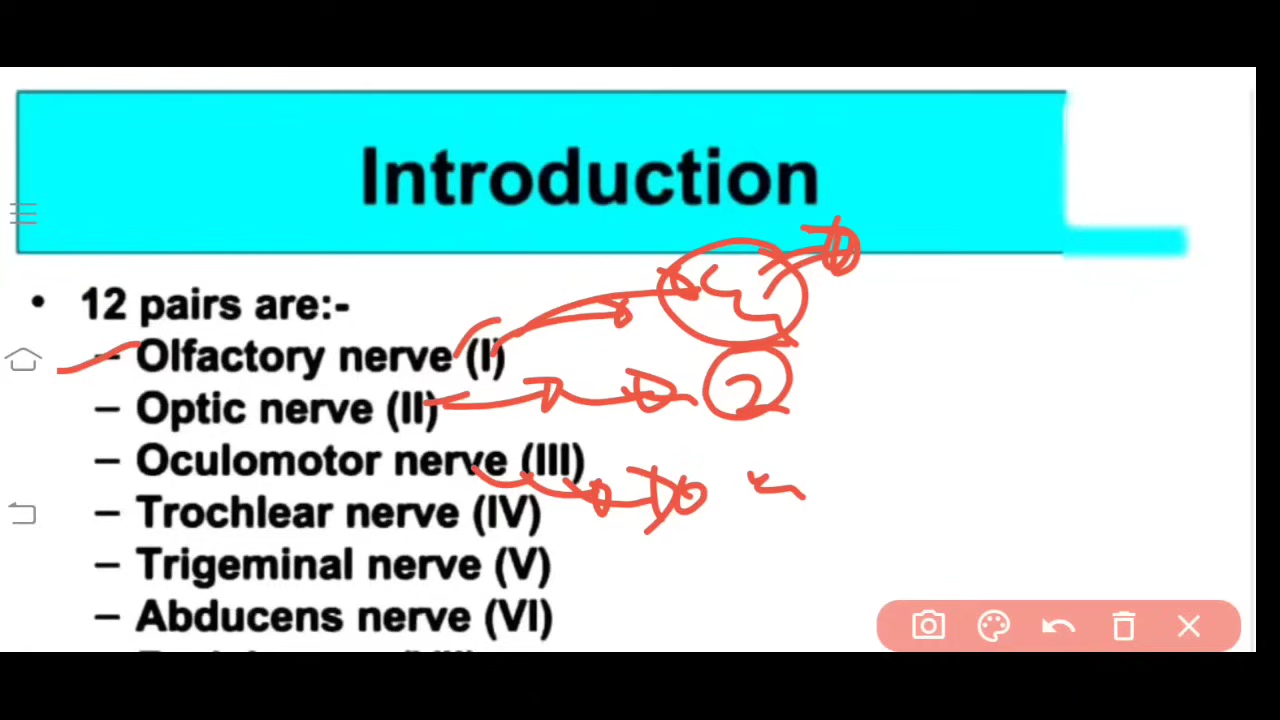 Introduction
• 12 pairs are:-
– Olfactory nerve (I)
– Optic nerve (II)
2
– Oculomotor nerve (III)
– Trochlear nerve (IV)
– Trigeminal nerve (V)
– Abducens nerve (VI)